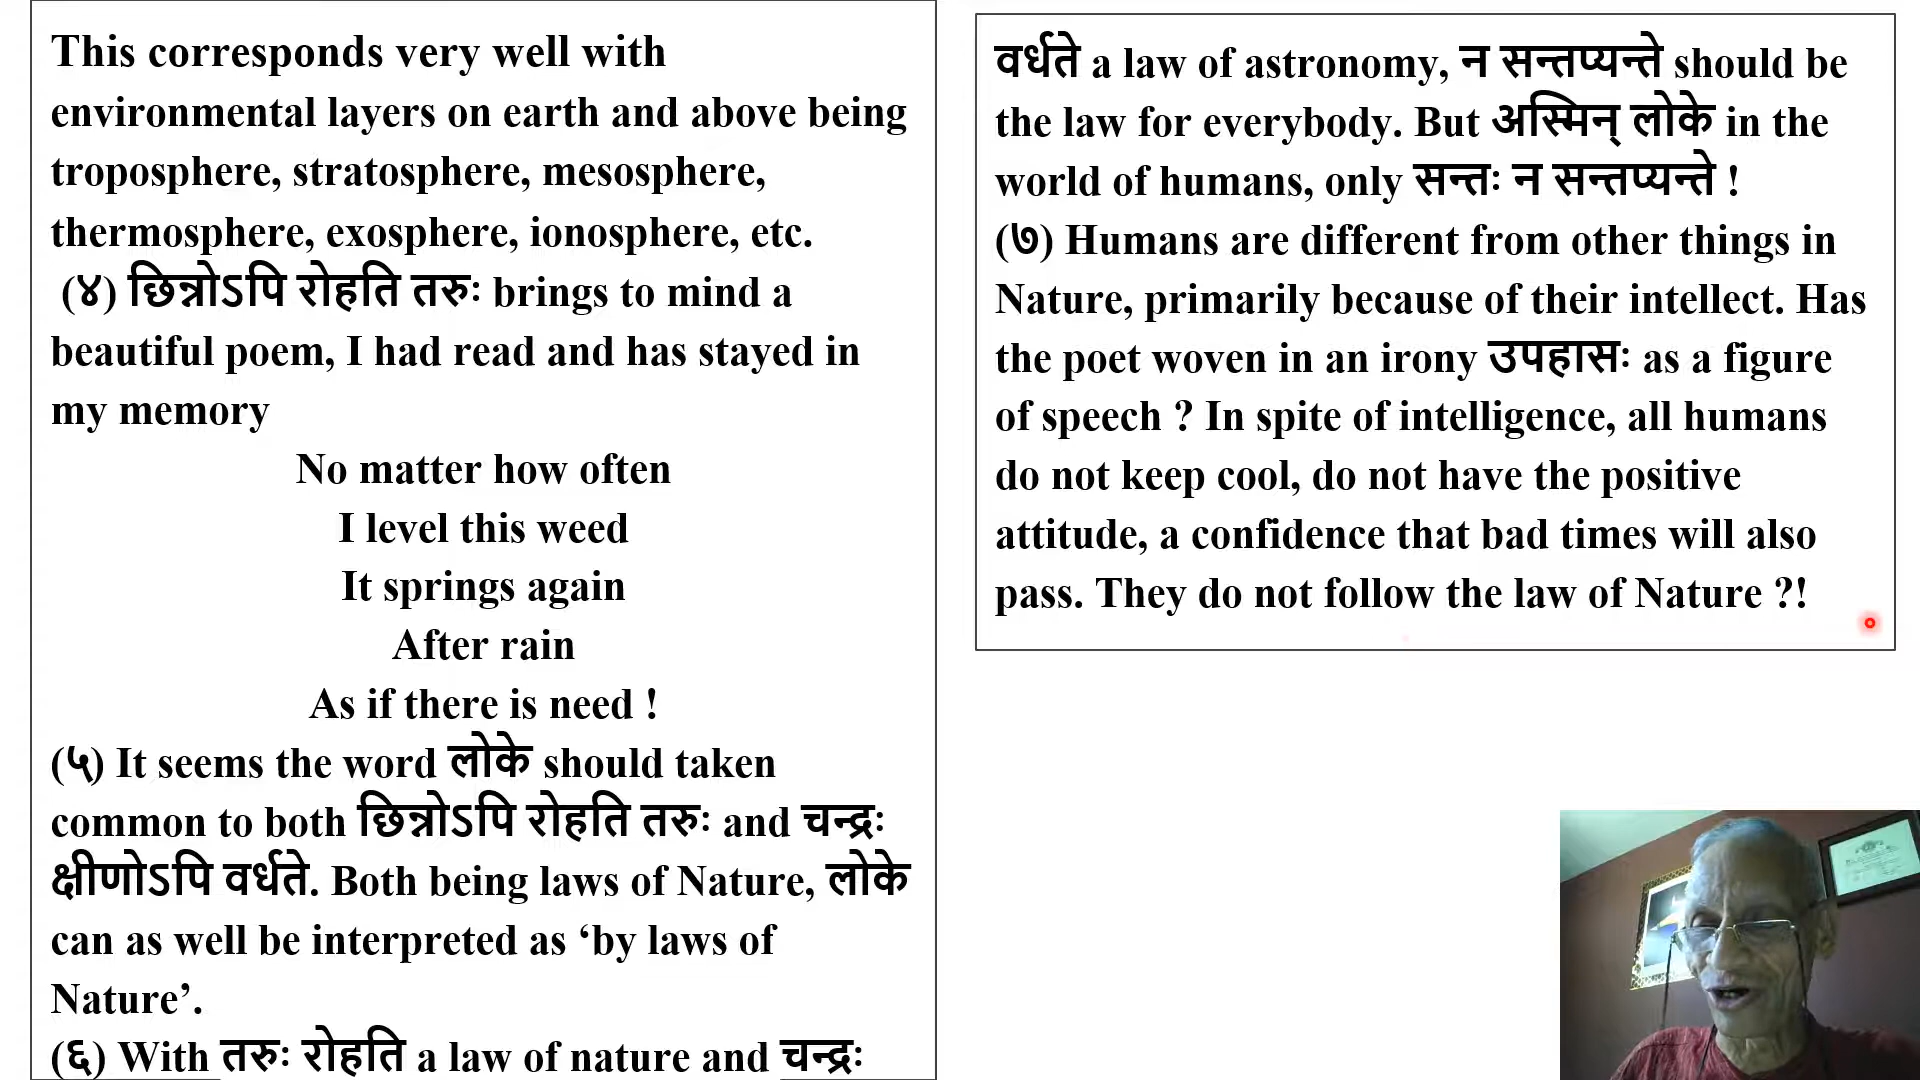 This corresponds very well with
environmental layers on earth and above being
troposphere, stratosphere, mesosphere,
thermosphere, exosphere, ionosphere, etc.
(४) छिन्नोऽपि रोहति तरुः brings to mind a
beautiful poem, I had read and has stayed in
my memory
No matter how often
I level this weed
It springs again
After rain
As if there is need !
(५) It seems the word लोके should taken
common to both छिन्नोऽपि रोहति तरुः and चन्द्रः
क्षीणोऽपि वर्धते. Both being laws of Nature, लोके
can as well be interpreted as ‘by laws of
Nature’.
(६) With तरुः रोहति a law of nature and चन्द्रः
वर्धते a law of astronomy, न सन्तप्यन्ते should be
the law for everybody. But अस्मिन् लोके in the
world of humans, only सन्तः न सन्तप्यन्ते !
(७) Humans are different from other things in
Nature, primarily because of their intellect. Has
the poet woven in an irony उपहासः as a figure
of speech ? In spite of intelligence, all humans
do not keep cool, do not have the positive
attitude, a confidence that bad times will also
pass. They do not follow the law of Nature ?!